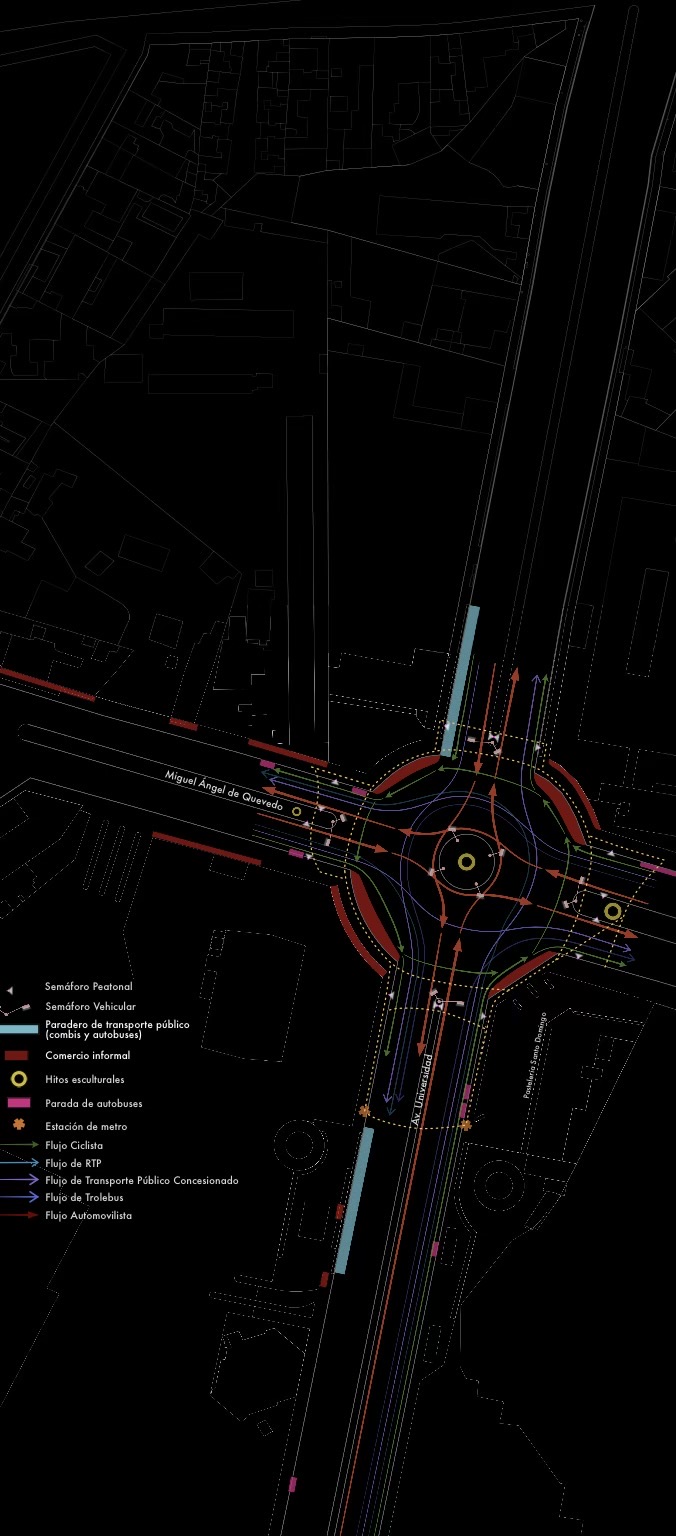 Miguel Ángel de Quevedo
Semáforo Peatonal
Semáforo Vehicular
Paradero de transporte público
(combis y autobuses)
Comercio informal
Hitos esculturales
Parada de autobuses
Estación de metro
Flujo Ciclista
Flujo de RTP
Flujo de Transporte Público Concesionado
Flujo de Trolebus
Flujo Automovilista
Av. Universidad
Pastelería Santo Domingo